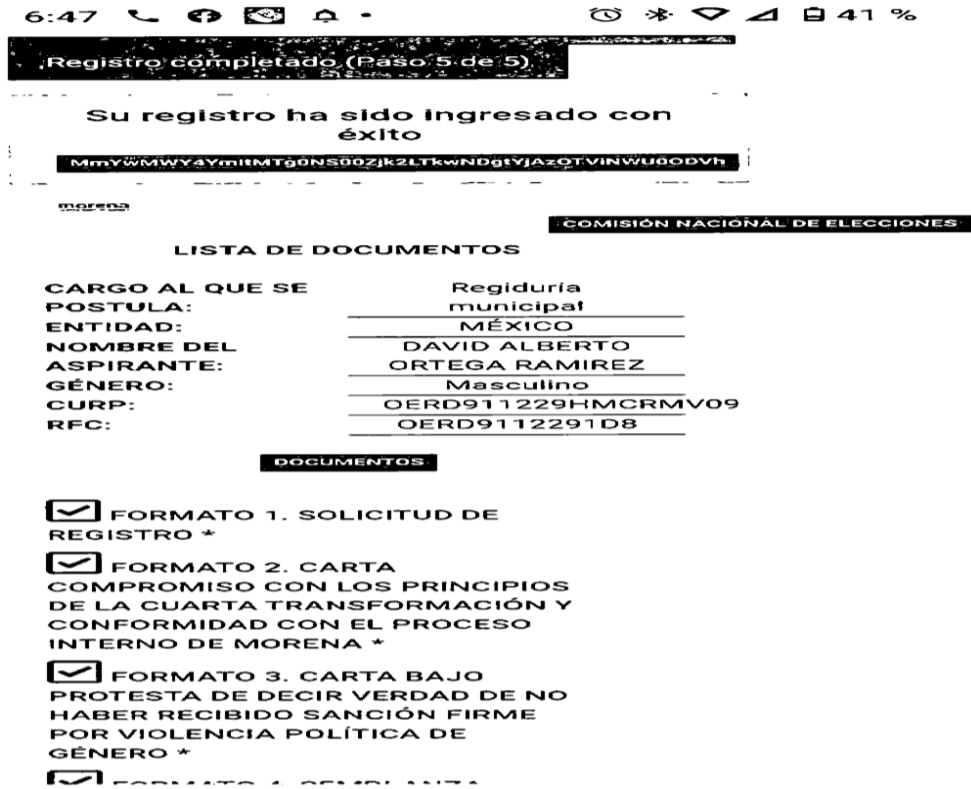 6:47 41 %
Registro completado (Paso 5 de 5)
Su registro ha sido ingresado con
éxito
morena
COMISIÓN NACIONAL DE ELECCIONES
LISTA DE DOCUMENTOS
CARGO AL QUE SE Regiduría
POSTULA: municipal
ENTIDAD: MÉXICO
NOMBRE DEL DAVID ALBERTO
ASPIRANTE: ORTEGA RAMIREZ
GÉNERO: Masculino
CURP: OERD911229HMCRMV09
RFC: OERD9112291D8
DOCUMENTOS
FORMATO 1. SOLICITUD DE
REGISTRO *
FORMATO 2. CARTA
COMPROMISO CON LOS PRINCIPIOS
DE LA CUARTA TRANSFORMACIÓN Y
CONFORMIDAD CON EL PROCESO
INTERNO DE MORENA *
FORMATO 3. CARTA BAJO
PROTESTA DE DECIR VERDAD DE NO
HABER RECIBIDO SANCIÓN FIRME
POR VIOLENCIA POLÍTICA DE
GÉNERO *